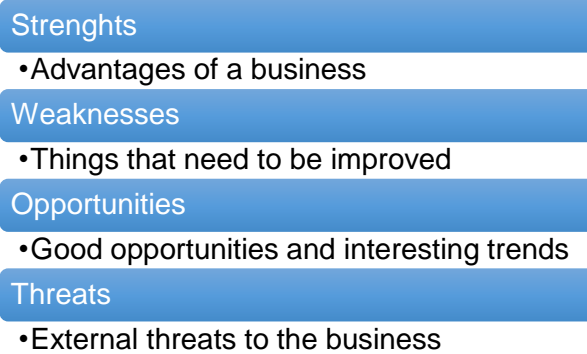 Strenghts
•Advantages of a business
Weaknesses
•Things that need to be improved
Opportunities
•Good opportunities and interesting trends
Threats
•External threats to the business